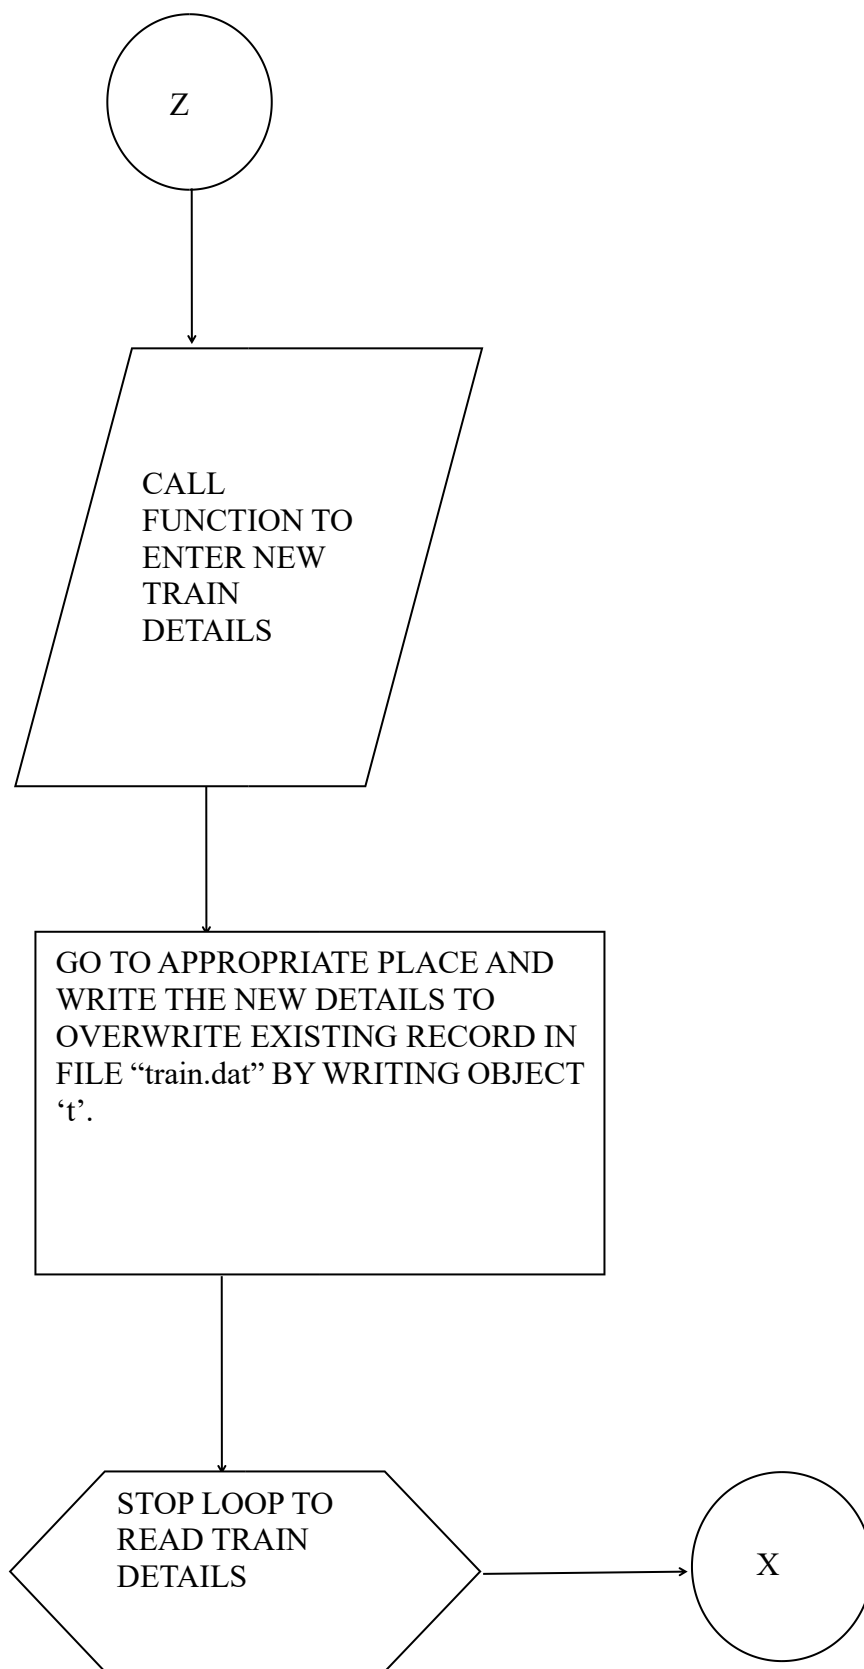 Z
CALL
FUNCTION TO
ENTER NEW
TRAIN
DETAILS
GO TO APPROPRIATE PLACE AND
WRITE THE NEW DETAILS TO
OVERWRITE EXISTING RECORD IN
FILE “train.dat” BY WRITING OBJECT
‘t’.
STOP LOOP TO
READ TRAIN
DETAILS
X